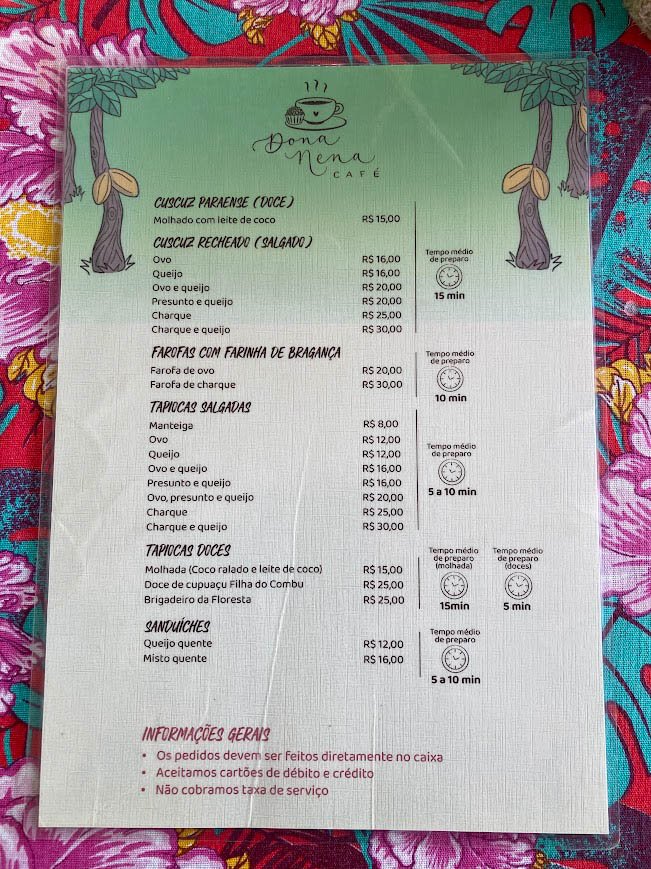 Dona
Nena
CAFÉ
CUSCUZ PARAENSE (DOCE)
Molhado com leite de coco R$ 15,00
CUSCUZ RECHEADO (SALGADO)
Ovo R$ 16,00
Queijo R$ 16,00
Ovo e queijo R$ 20,00
Presunto e queijo R$ 20,00
Charque R$ 25,00
Charque e queijo R$ 30,00
Tempo médio
de preparo
15 min
FAROFAS COM FARINHA DE BRAGANÇA
Farofa de ovo R$ 20,00
Farofa de charque R$ 30,00
Tempo médio
de preparo
10 min
TAPIOCAS SALGADAS
Manteiga R$ 8,00
Ovo R$ 12,00
Queijo R$ 12,00
Ovo e queijo R$ 16,00
Presunto e queijo R$ 16,00
Ovo, presunto e queijo R$ 20,00
Charque R$ 25,00
Charque e queijo R$ 30,00
Tempo médio
de preparo
5 a 10 min
TAPIOCAS DOCES
Molhada (Coco ralado e leite de coco) R$ 15,00
Doce de cupuaçu Filha do Combu R$ 25,00
Brigadeiro da Floresta R$ 25,00
Tempo médio
de preparo
(molhada)
15min
Tempo médio
de preparo
(doces)
5 min
SANDUÍCHES
Queijo quente R$ 12,00
Misto quente R$ 16,00
Tempo médio
de preparo
5 a 10 min
INFORMAÇÕES GERAIS
• Os pedidos devem ser feitos diretamente no caixa
• Aceitamos cartões de débito e crédito
• Não cobramos taxa de serviço